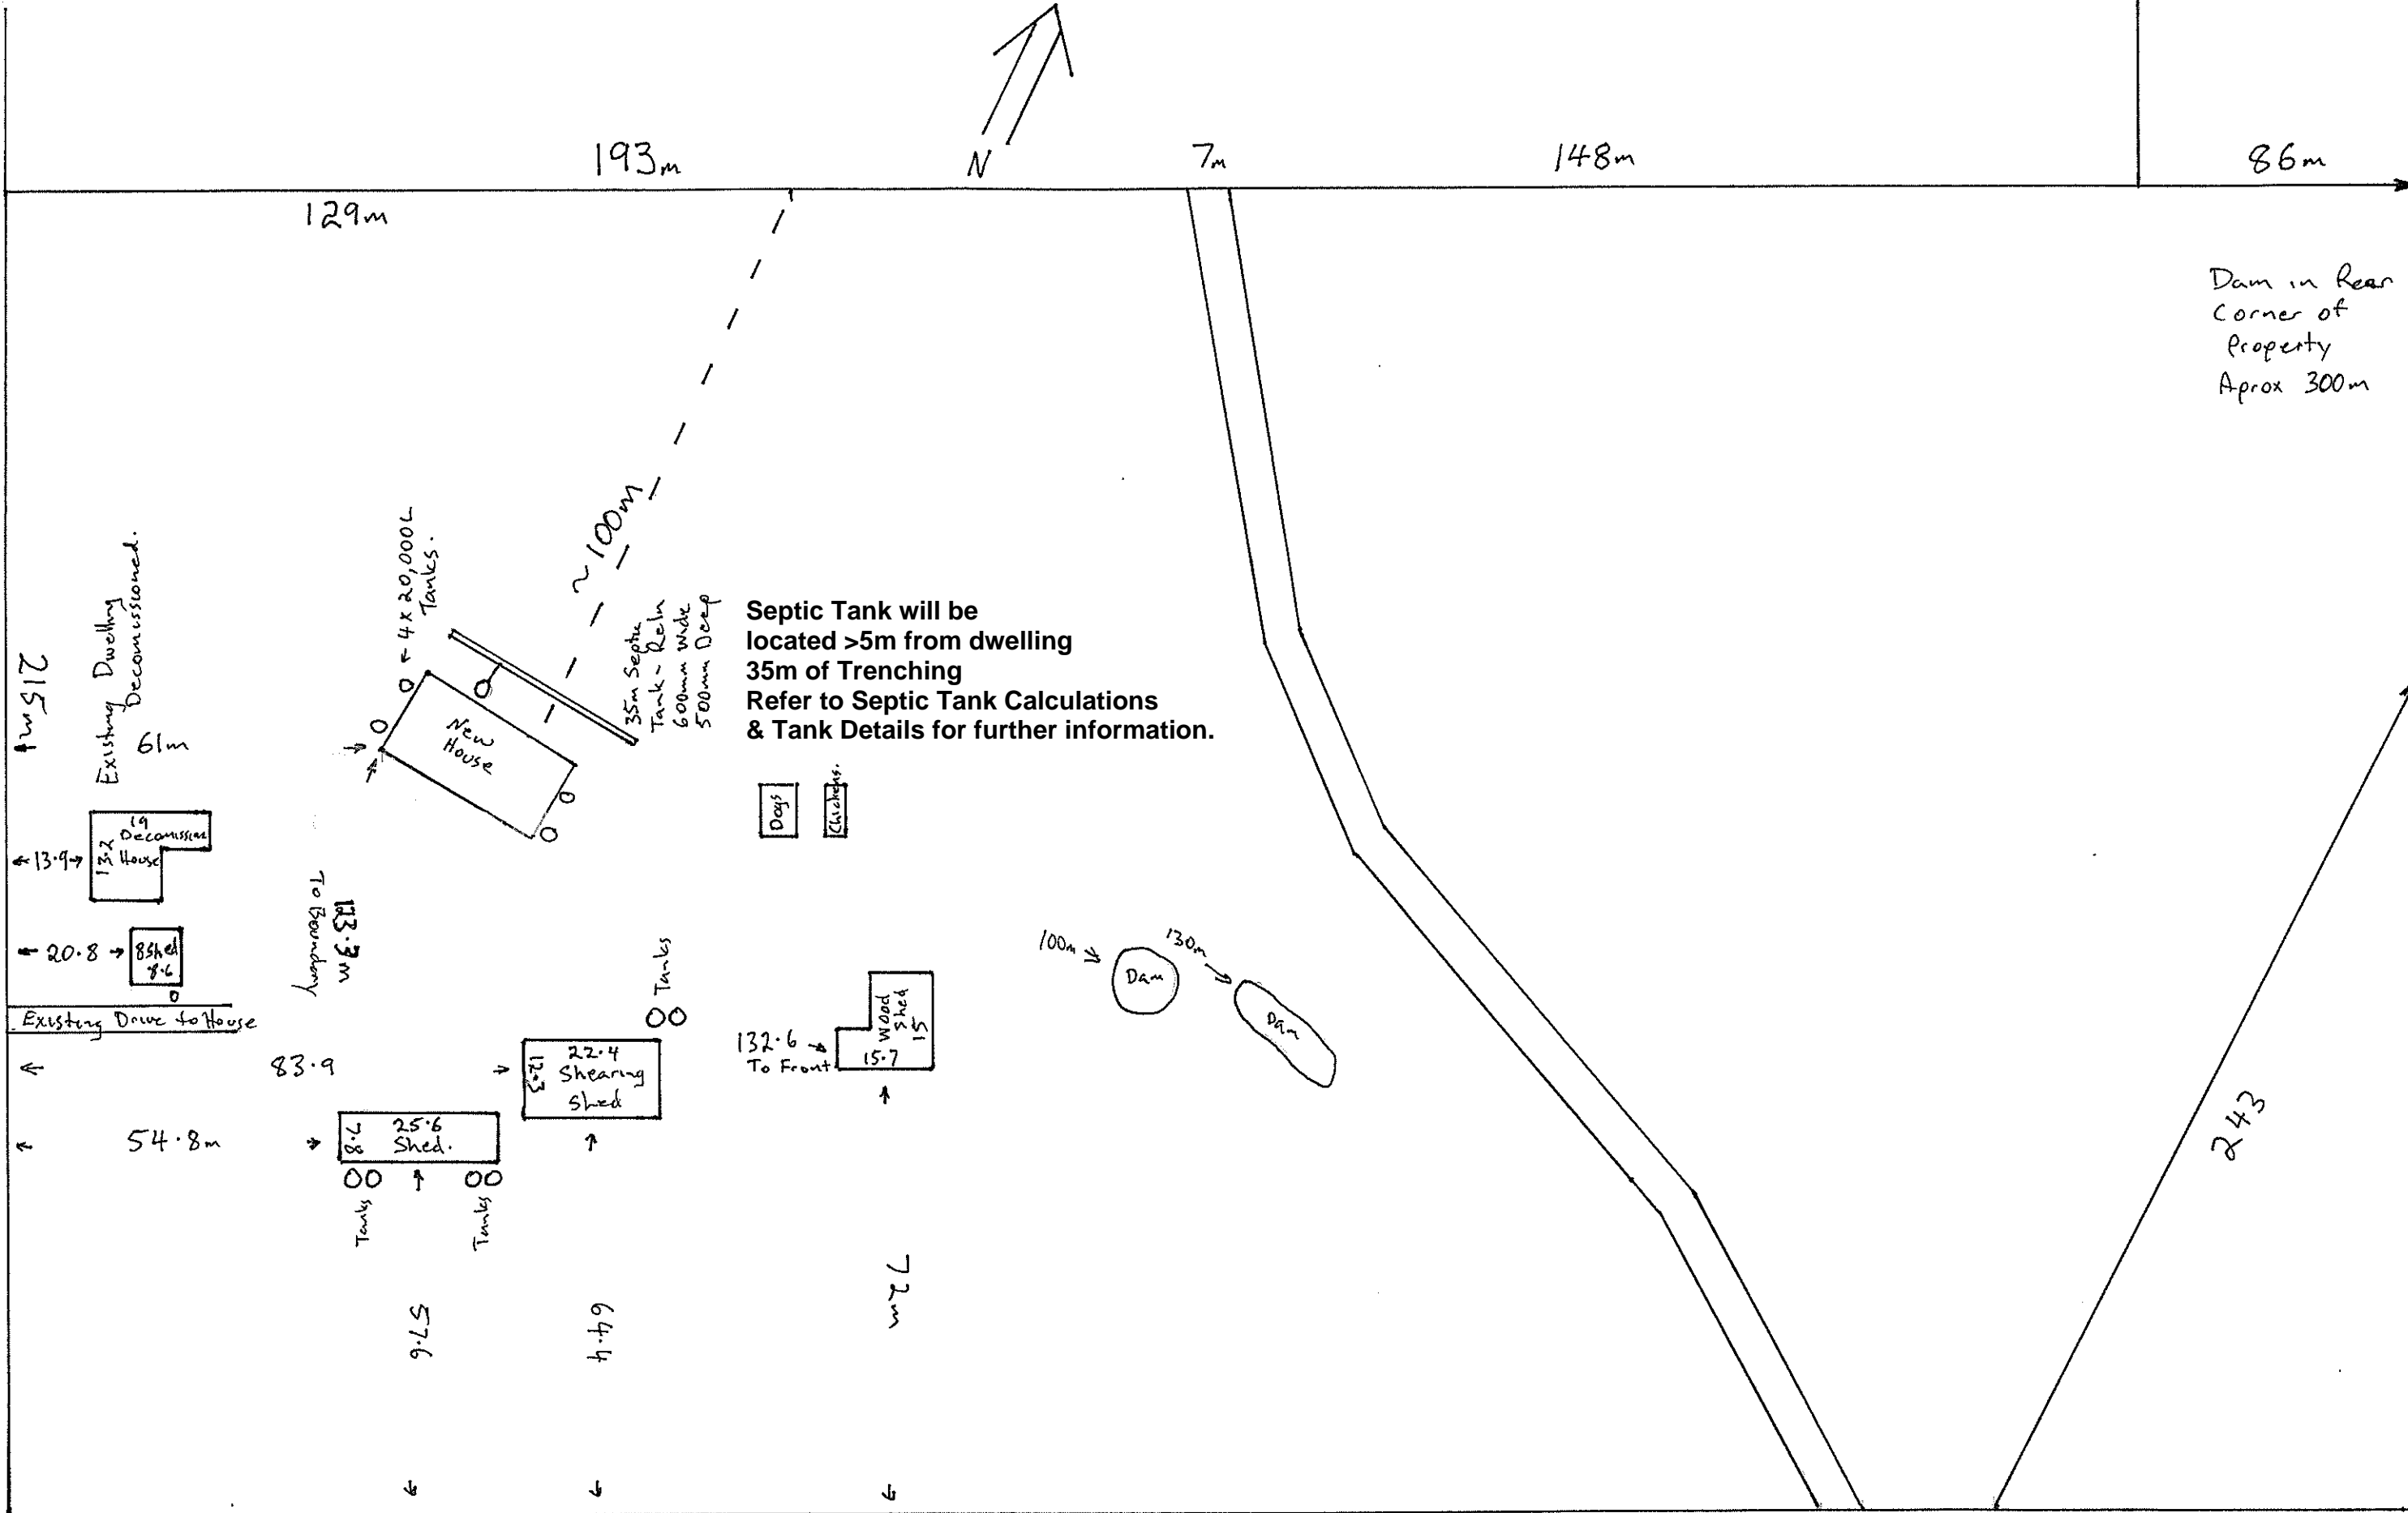 193m
N
7m
148m
86m
129m
Dam in Rear
Corner of
Property
Aprox 300m
~100m
← 4 x 20,000L
Tanks.
Existing Dwelling
Decomissioned.
215m
61m
New
House
35m Septic
Tank - Reln
600mm Wide
500mm Deep
Septic Tank will be
located >5m from dwelling
35m of Trenching
Refer to Septic Tank Calculations
& Tank Details for further information.
Dogs
Chickens.
13.9
19
13.2
Decomission
House
20.8
8 Shed
8.6
Existing Drive to House
123.3m
To Boundary
Tanks
83.9
22.4
12.3
Shearing
Shed
132.6
To Front
Wood
Shed
15
15.7
100m
Dam
130m
Dam
54.8m
7.8
25.6
Shed.
Tanks
Tanks
57.6
64.4
72m
243